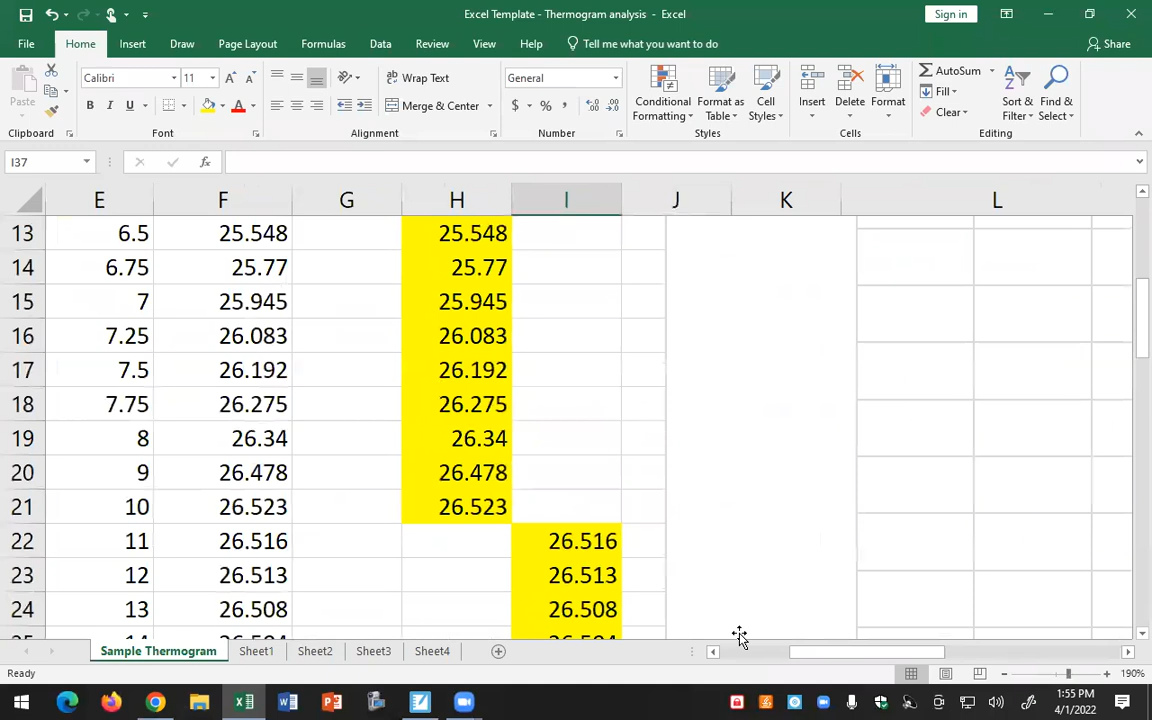 Excel Template - Thermogram analysis - Excel
Sign in
File Home Insert Draw Page Layout Formulas Data Review View Help Tell me what you want to do Share
Paste
Calibri 11
B I U
Wrap Text
Merge & Center
General
$ % ,
Conditional Formatting
Format as Table
Cell Styles
Insert
Delete
Format
AutoSum
Fill
Clear
Sort & Filter
Find & Select
Clipboard Font Alignment Number Styles Cells Editing
I37 fx
E F G H I J K L
13 6.5 25.548 25.548
14 6.75 25.77 25.77
15 7 25.945 25.945
16 7.25 26.083 26.083
17 7.5 26.192 26.192
18 7.75 26.275 26.275
19 8 26.34 26.34
20 9 26.478 26.478
21 10 26.523 26.523
22 11 26.516 26.516
23 12 26.513 26.513
24 13 26.508 26.508
Sample Thermogram Sheet1 Sheet2 Sheet3 Sheet4
Ready
190%
1:55 PM
4/1/2022